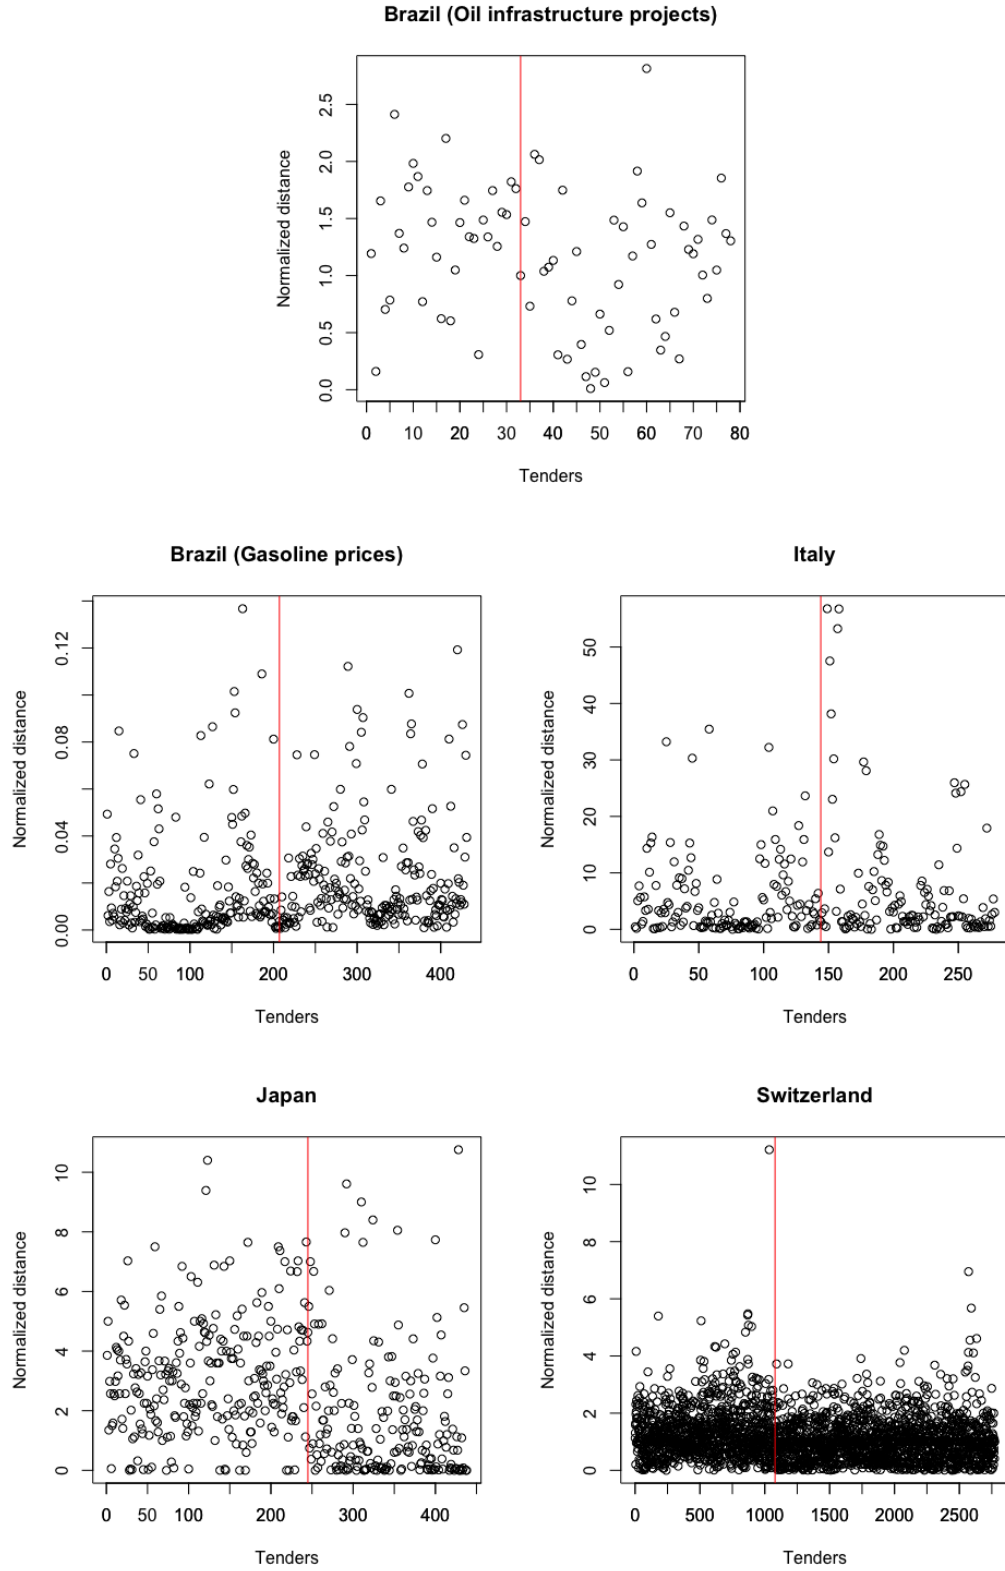 Brazil (Oil infrastructure projects)
Normalized distance
2.5
2.0
1.5
1.0
0.5
0.0
0 10 20 30 40 50 60 70 80
Tenders
Brazil (Gasoline prices)
Normalized distance
0.12
0.08
0.04
0.00
0 50 100 200 300 400
Tenders
Italy
Normalized distance
50
40
30
20
10
0
0 50 100 150 200 250
Tenders
Japan
Normalized distance
10
8
6
4
2
0
0 50 100 200 300 400
Tenders
Switzerland
Normalized distance
10
8
6
4
2
0
0 500 1000 1500 2000 2500
Tenders